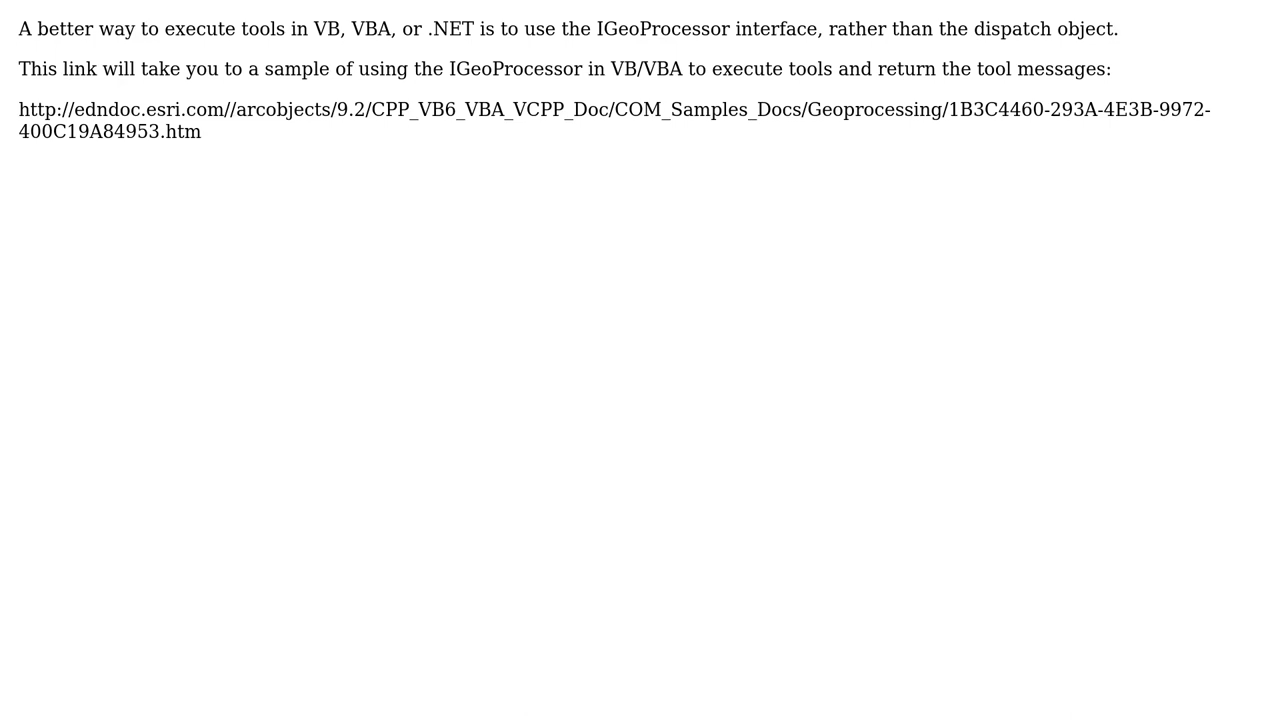 A better way to execute tools in VB, VBA, or .NET is to use the IGeoProcessor interface, rather than the dispatch object.
This link will take you to a sample of using the IGeoProcessor in VB/VBA to execute tools and return the tool messages:
http://edndoc.esri.com//arcobjects/9.2/CPP_VB6_VBA_VCPP_Doc/COM_Samples_Docs/Geoprocessing/1B3C4460-293A-4E3B-9972-
400C19A84953.htm